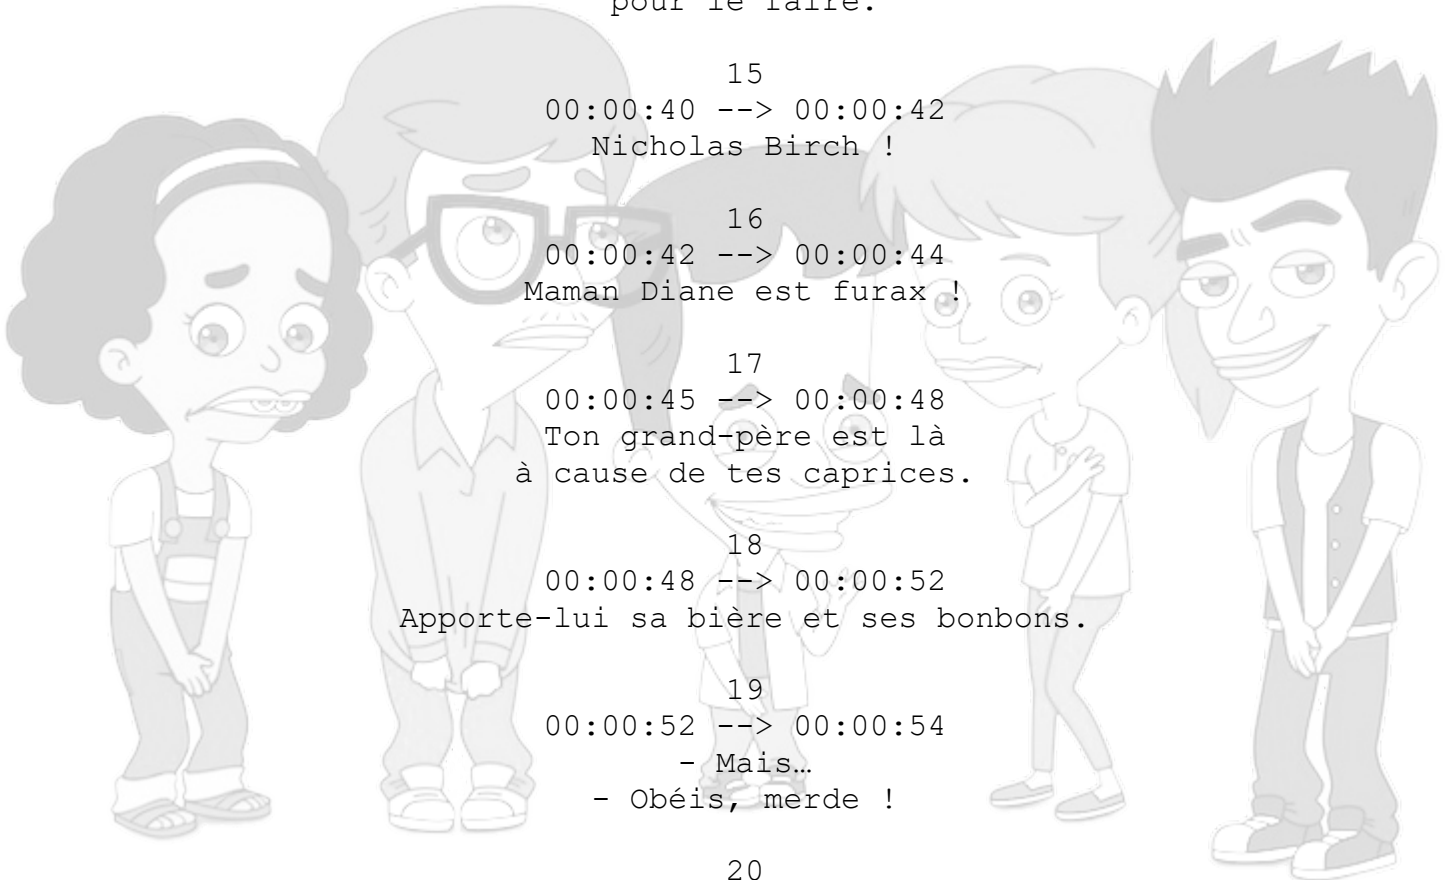 pour le faire.
15
00:00:40 --> 00:00:42
Nicholas Birch !
16
00:00:42 --> 00:00:44
Maman Diane est furax !
17
00:00:45 --> 00:00:48
Ton grand-père est là
à cause de tes caprices.
18
00:00:48 --> 00:00:52
Apporte-lui sa bière et ses bonbons.
19
00:00:52 --> 00:00:54
- Mais…
- Obéis, merde !
20